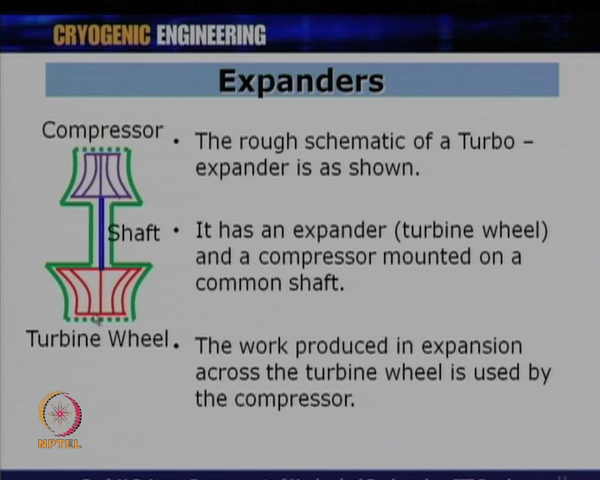 CRYOGENIC ENGINEERING
Expanders
Compressor
Shaft
Turbine Wheel
• The rough schematic of a Turbo –
expander is as shown.
• It has an expander (turbine wheel)
and a compressor mounted on a
common shaft.
• The work produced in expansion
across the turbine wheel is used by
the compressor.
NPTEL